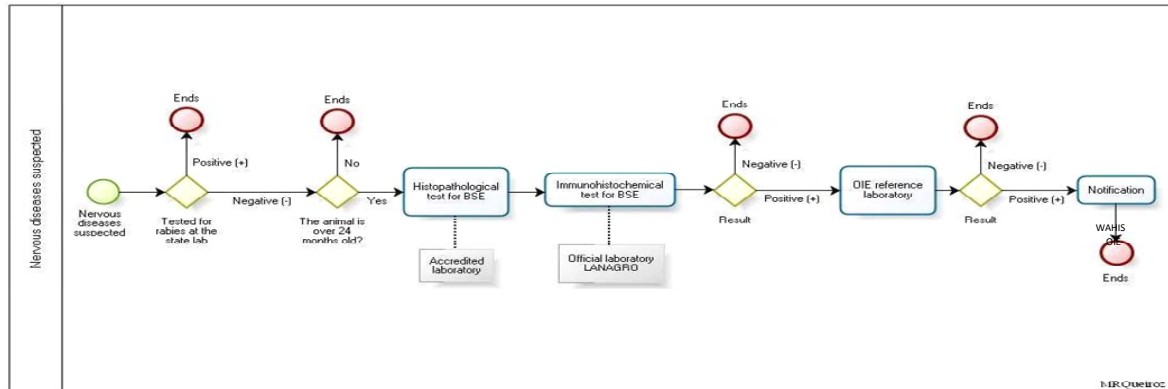 Nervous diseases suspected
Ends
Positive (+)
Nervous
diseases
suspected
Tested for
rabies at the
state lab
Negative (-)
Ends
No
The animal is
over 24
months old?
Yes
Histopathological
test for BSE
Accredited
laboratory
Immunohistochemical
test for BSE
Official laboratory
LANAGRO
Ends
Negative (-)
Result
Positive (+)
OIE reference
laboratory
Ends
Negative (-)
Result
Positive (+)
Notification
WAHIS
OIE
Ends
MRQueiroz